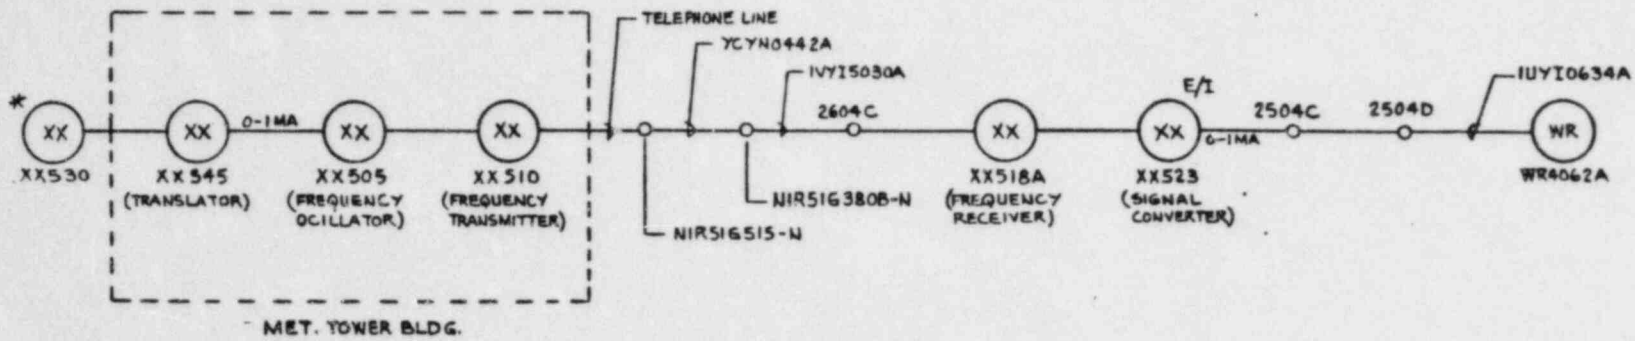 TELEPHONE LINE
YCYN0442A
IVYI5030A
IUYI0634A
*
XX
XX530
XX
XX545
(TRANSLATOR)
0-1MA
XX
XX505
(FREQUENCY
OCILLATOR)
XX
XX510
(FREQUENCY
TRANSMITTER)
NIR516515-N
NIR516380B-N
2604C
XX
XX518A
(FREQUENCY
RECEIVER)
E/I
XX
XX523
(SIGNAL
CONVERTER)
0-1MA
2504C
2504D
WR
WR4062A
MET. TOWER BLDG.